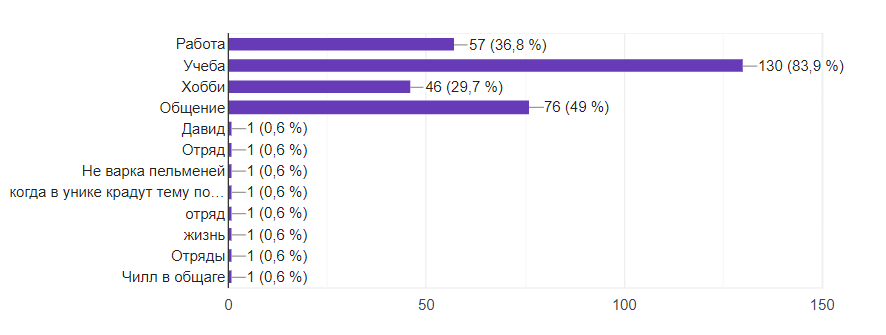 Работа 57 (36,8 %)
Учеба 130 (83,9 %)
Хобби 46 (29,7 %)
Общение 76 (49 %)
Давид 1 (0,6 %)
Отряд 1 (0,6 %)
Не варка пельменей 1 (0,6 %)
когда в унике крадут тему по… 1 (0,6 %)
отряд 1 (0,6 %)
жизнь 1 (0,6 %)
Отряды 1 (0,6 %)
Чилл в общаге 1 (0,6 %)
0 50 100 150